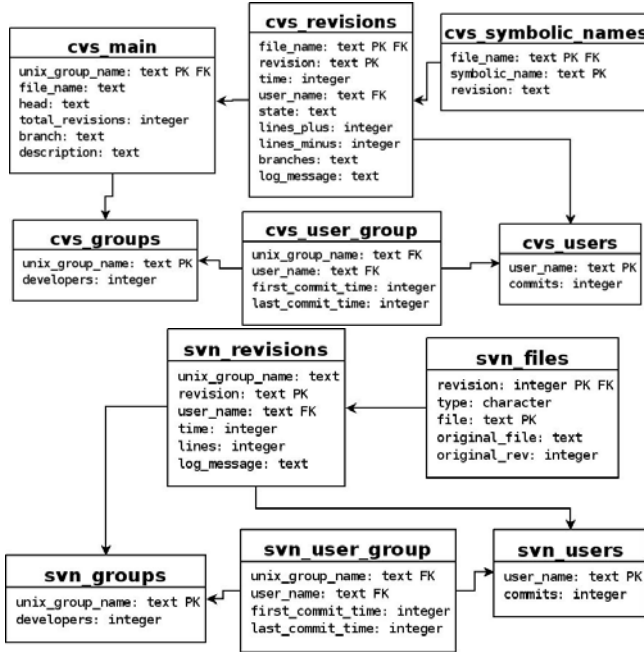 cvs_main
unix_group_name: text PK FK
file_name: text
head: text
total_revisions: integer
branch: text
description: text
cvs_revisions
file_name: text PK FK
revision: text PK
time: integer
user_name: text FK
state: text
lines_plus: integer
lines_minus: integer
branches: text
log_message: text
cvs_symbolic_names
file_name: text PK FK
symbolic_name: text PK
revision: text
cvs_groups
unix_group_name: text PK
developers: integer
cvs_user_group
unix_group_name: text FK
user_name: text FK
first_commit_time: integer
last_commit_time: integer
cvs_users
user_name: text PK
commits: integer
svn_revisions
unix_group_name: text
revision: text PK
user_name: text FK
time: integer
lines: integer
log_message: text
svn_files
revision: integer PK FK
type: character
file: text PK
original_file: text
original_rev: integer
svn_groups
unix_group_name: text PK
developers: integer
svn_user_group
unix_group_name: text FK
user_name: text FK
first_commit_time: integer
last_commit_time: integer
svn_users
user_name: text PK
commits: integer